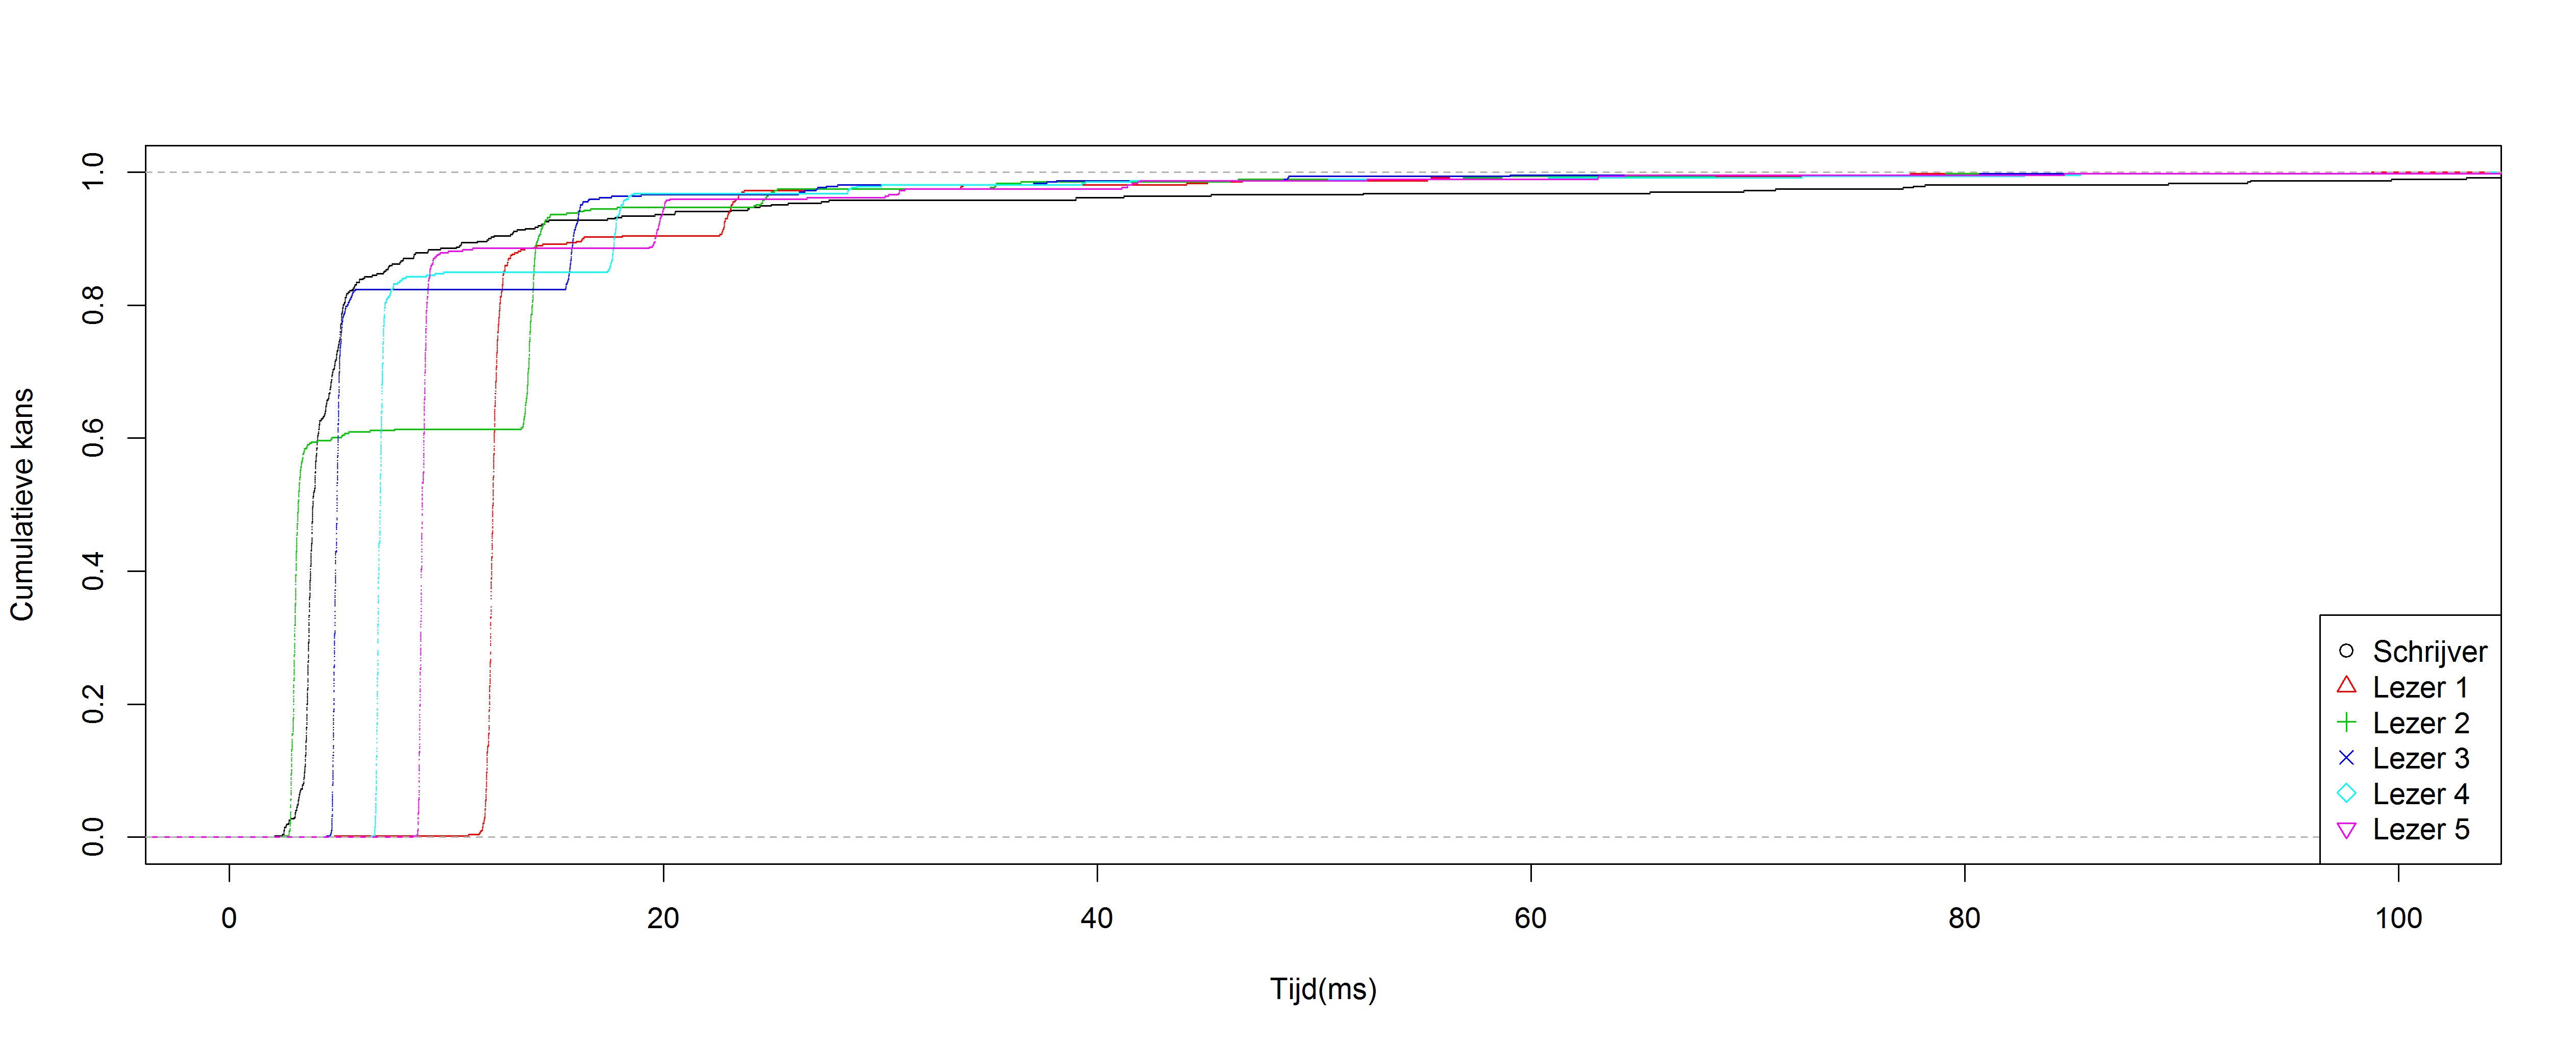 Cumulatieve kans
1.0
0.8
0.6
0.4
0.2
0.0
0 20 40 60 80 100
Tijd(ms)
Schrijver
Lezer 1
Lezer 2
Lezer 3
Lezer 4
Lezer 5